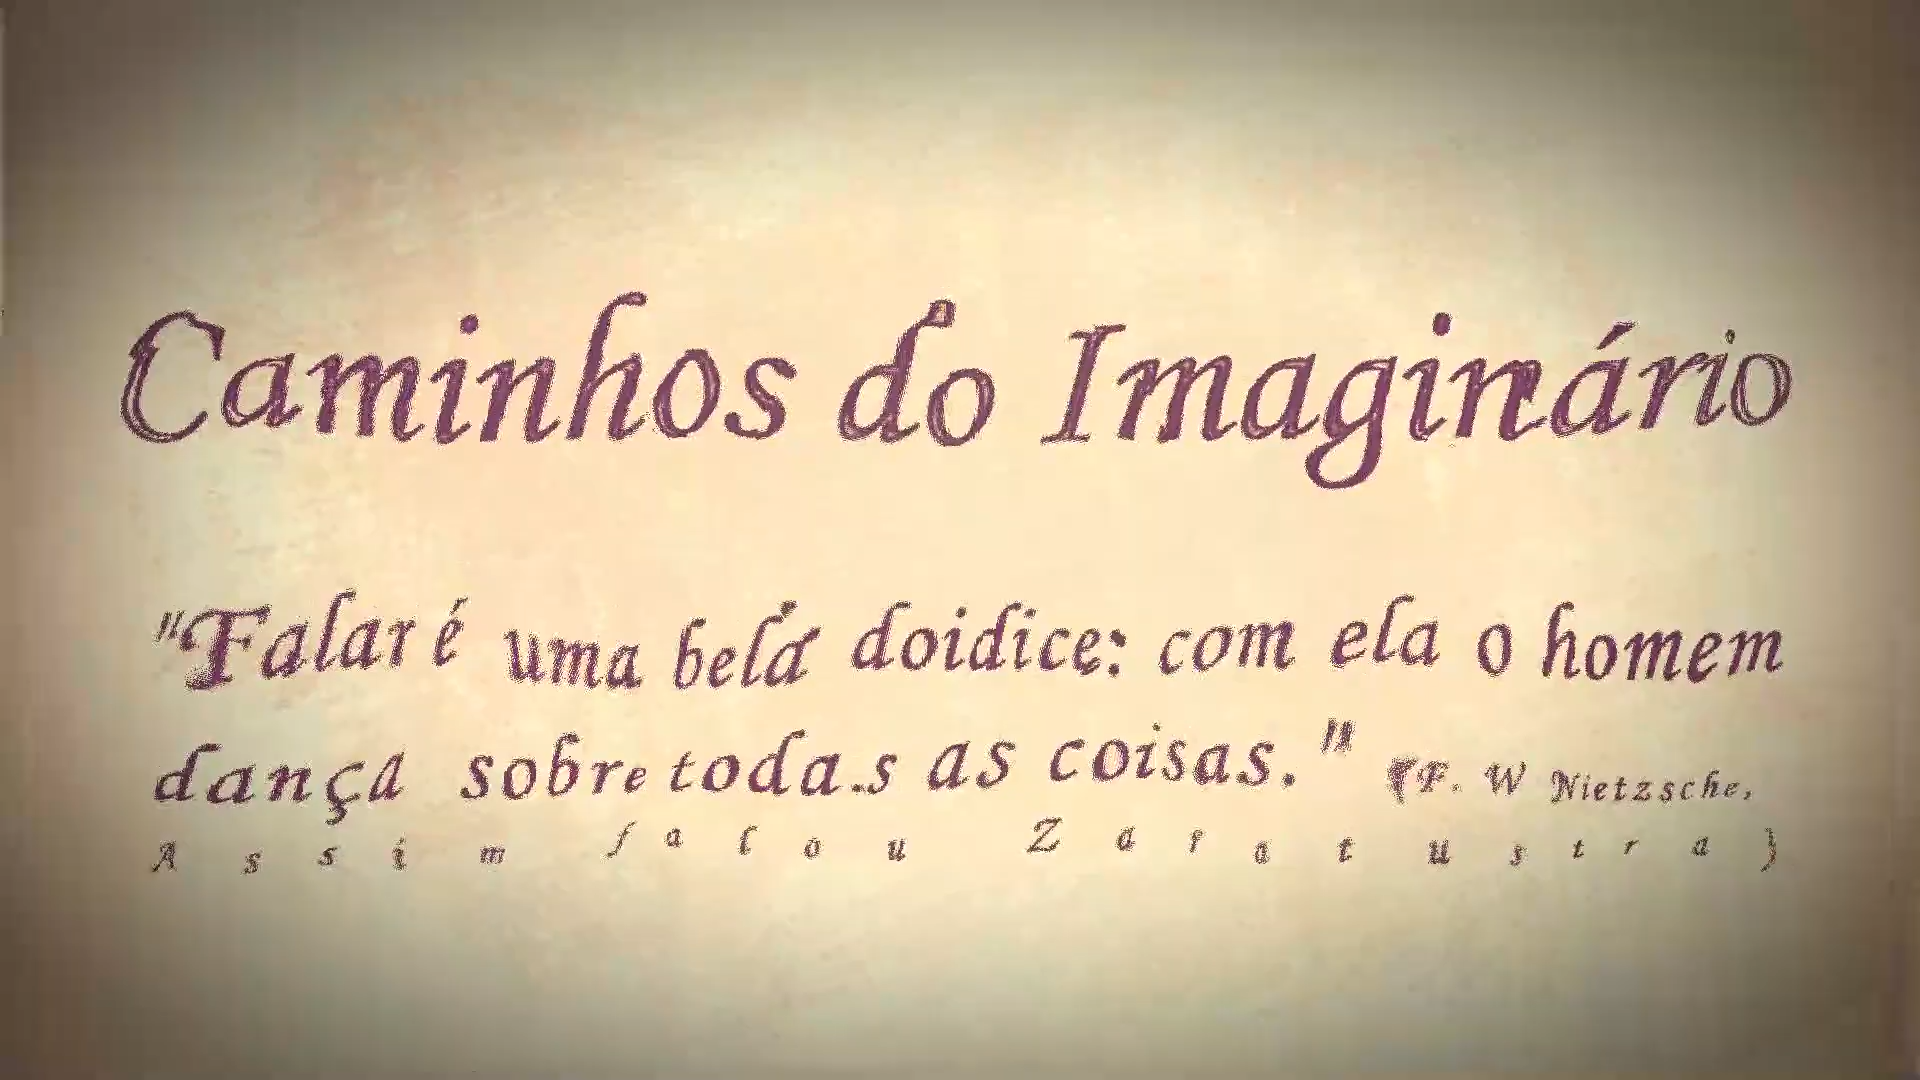 Caminhos do Imaginário
"Falar é uma bela doidice: com ela o homem
dança sobre todas as coisas." (F. W Nietzsche,
Assim falou Zaratustra)